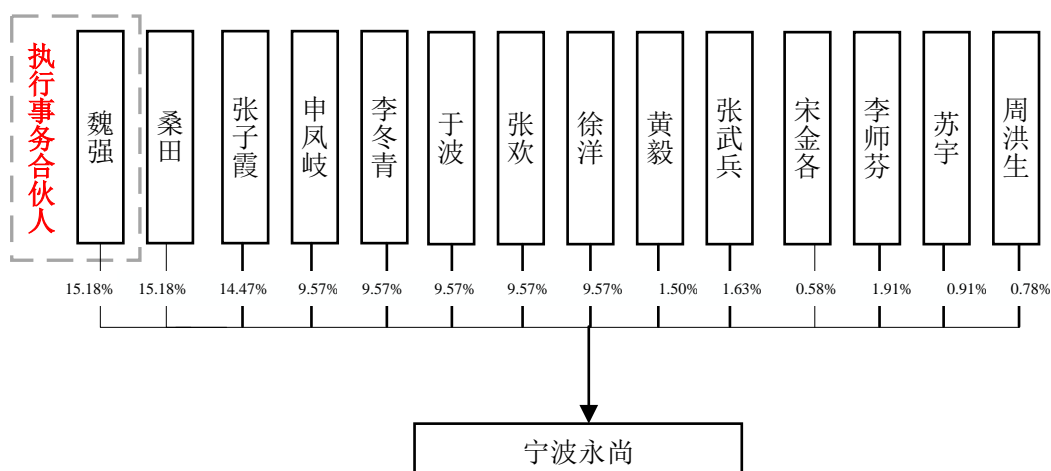 执行事务合伙人
魏强
桑田
张子霞
申凤岐
李冬青
于波
张欢
徐洋
黄毅
张武兵
宋金各
李师芬
苏宇
周洪生
15.18%
15.18%
14.47%
9.57%
9.57%
9.57%
9.57%
9.57%
1.50%
1.63%
0.58%
1.91%
0.91%
0.78%
宁波永尚